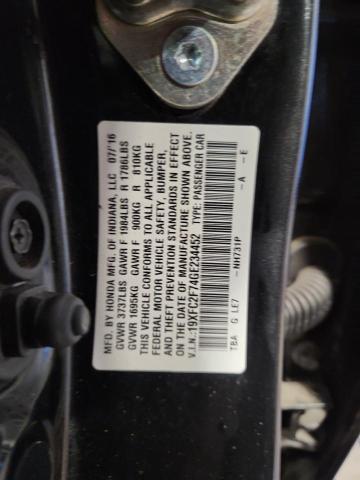 MFD. BY HONDA MFG. OF INDIANA, LLC 07/'16
GVWR 3737LBS GAWR F 1984LBS R 1786LBS
GVWR 1695KG GAWR F 900KG R 810KG
THIS VEHICLE CONFORMS TO ALL APPLICABLE
FEDERAL MOTOR VEHICLE SAFETY, BUMPER,
AND THEFT PREVENTION STANDARDS IN EFFECT
ON THE DATE OF MANUFACTURE SHOWN ABOVE.
V.I.N.:19XFC2F74GE234452 TYPE: PASSENGER CAR
-NH731P -A -E
TBA G LE7